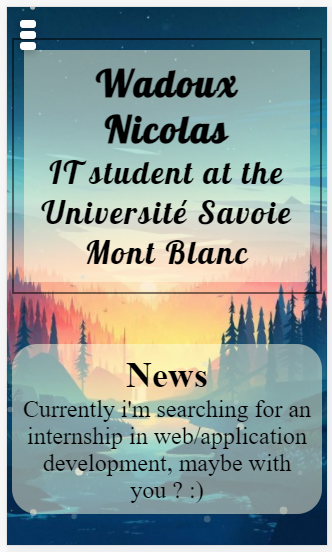 Wadoux
Nicolas
IT student at the
Université Savoie
Mont Blanc
News
Currently i'm searching for an
internship in web/application
development, maybe with
you ? :)